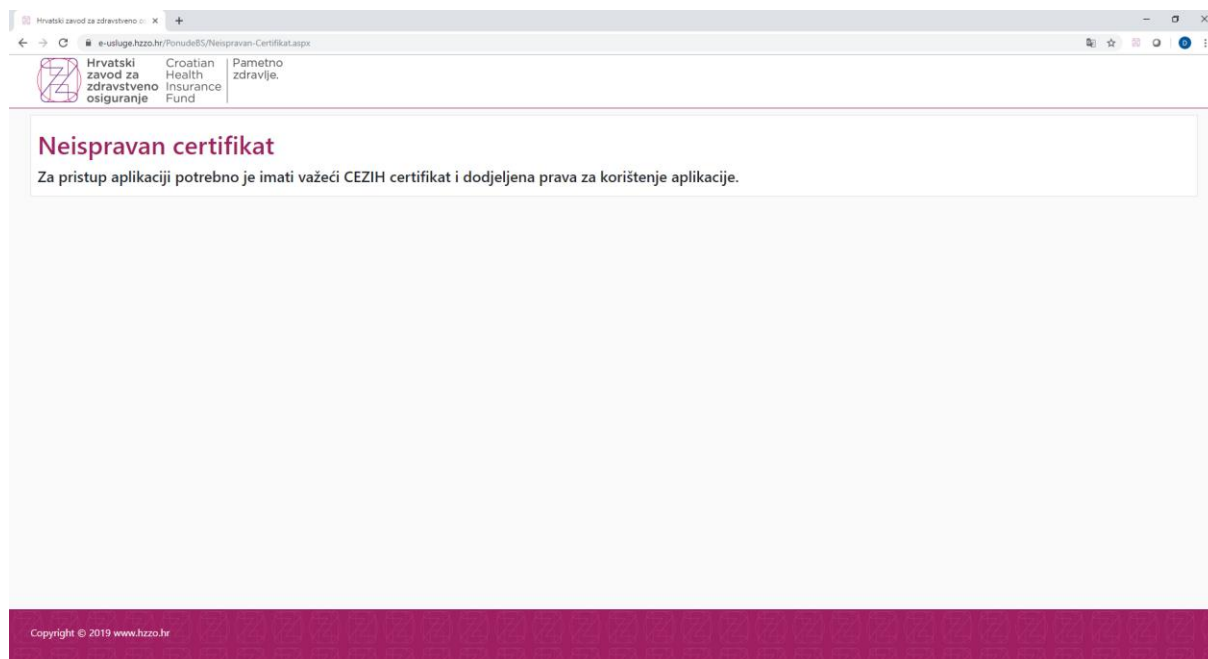 Hrvatski zavod za zdravstveno o
e-usluge.hzzo.hr/PonudeBS/Neispravan-Certifikat.aspx
Hrvatski
zavod za
zdravstveno
osiguranje
Croatian
Health
Insurance
Fund
Pametno
zdravlje.
Neispravan certifikat
Za pristup aplikaciji potrebno je imati važeći CEZIH certifikat i dodjeljena prava za korištenje aplikacije.
Copyright © 2019 www.hzzo.hr